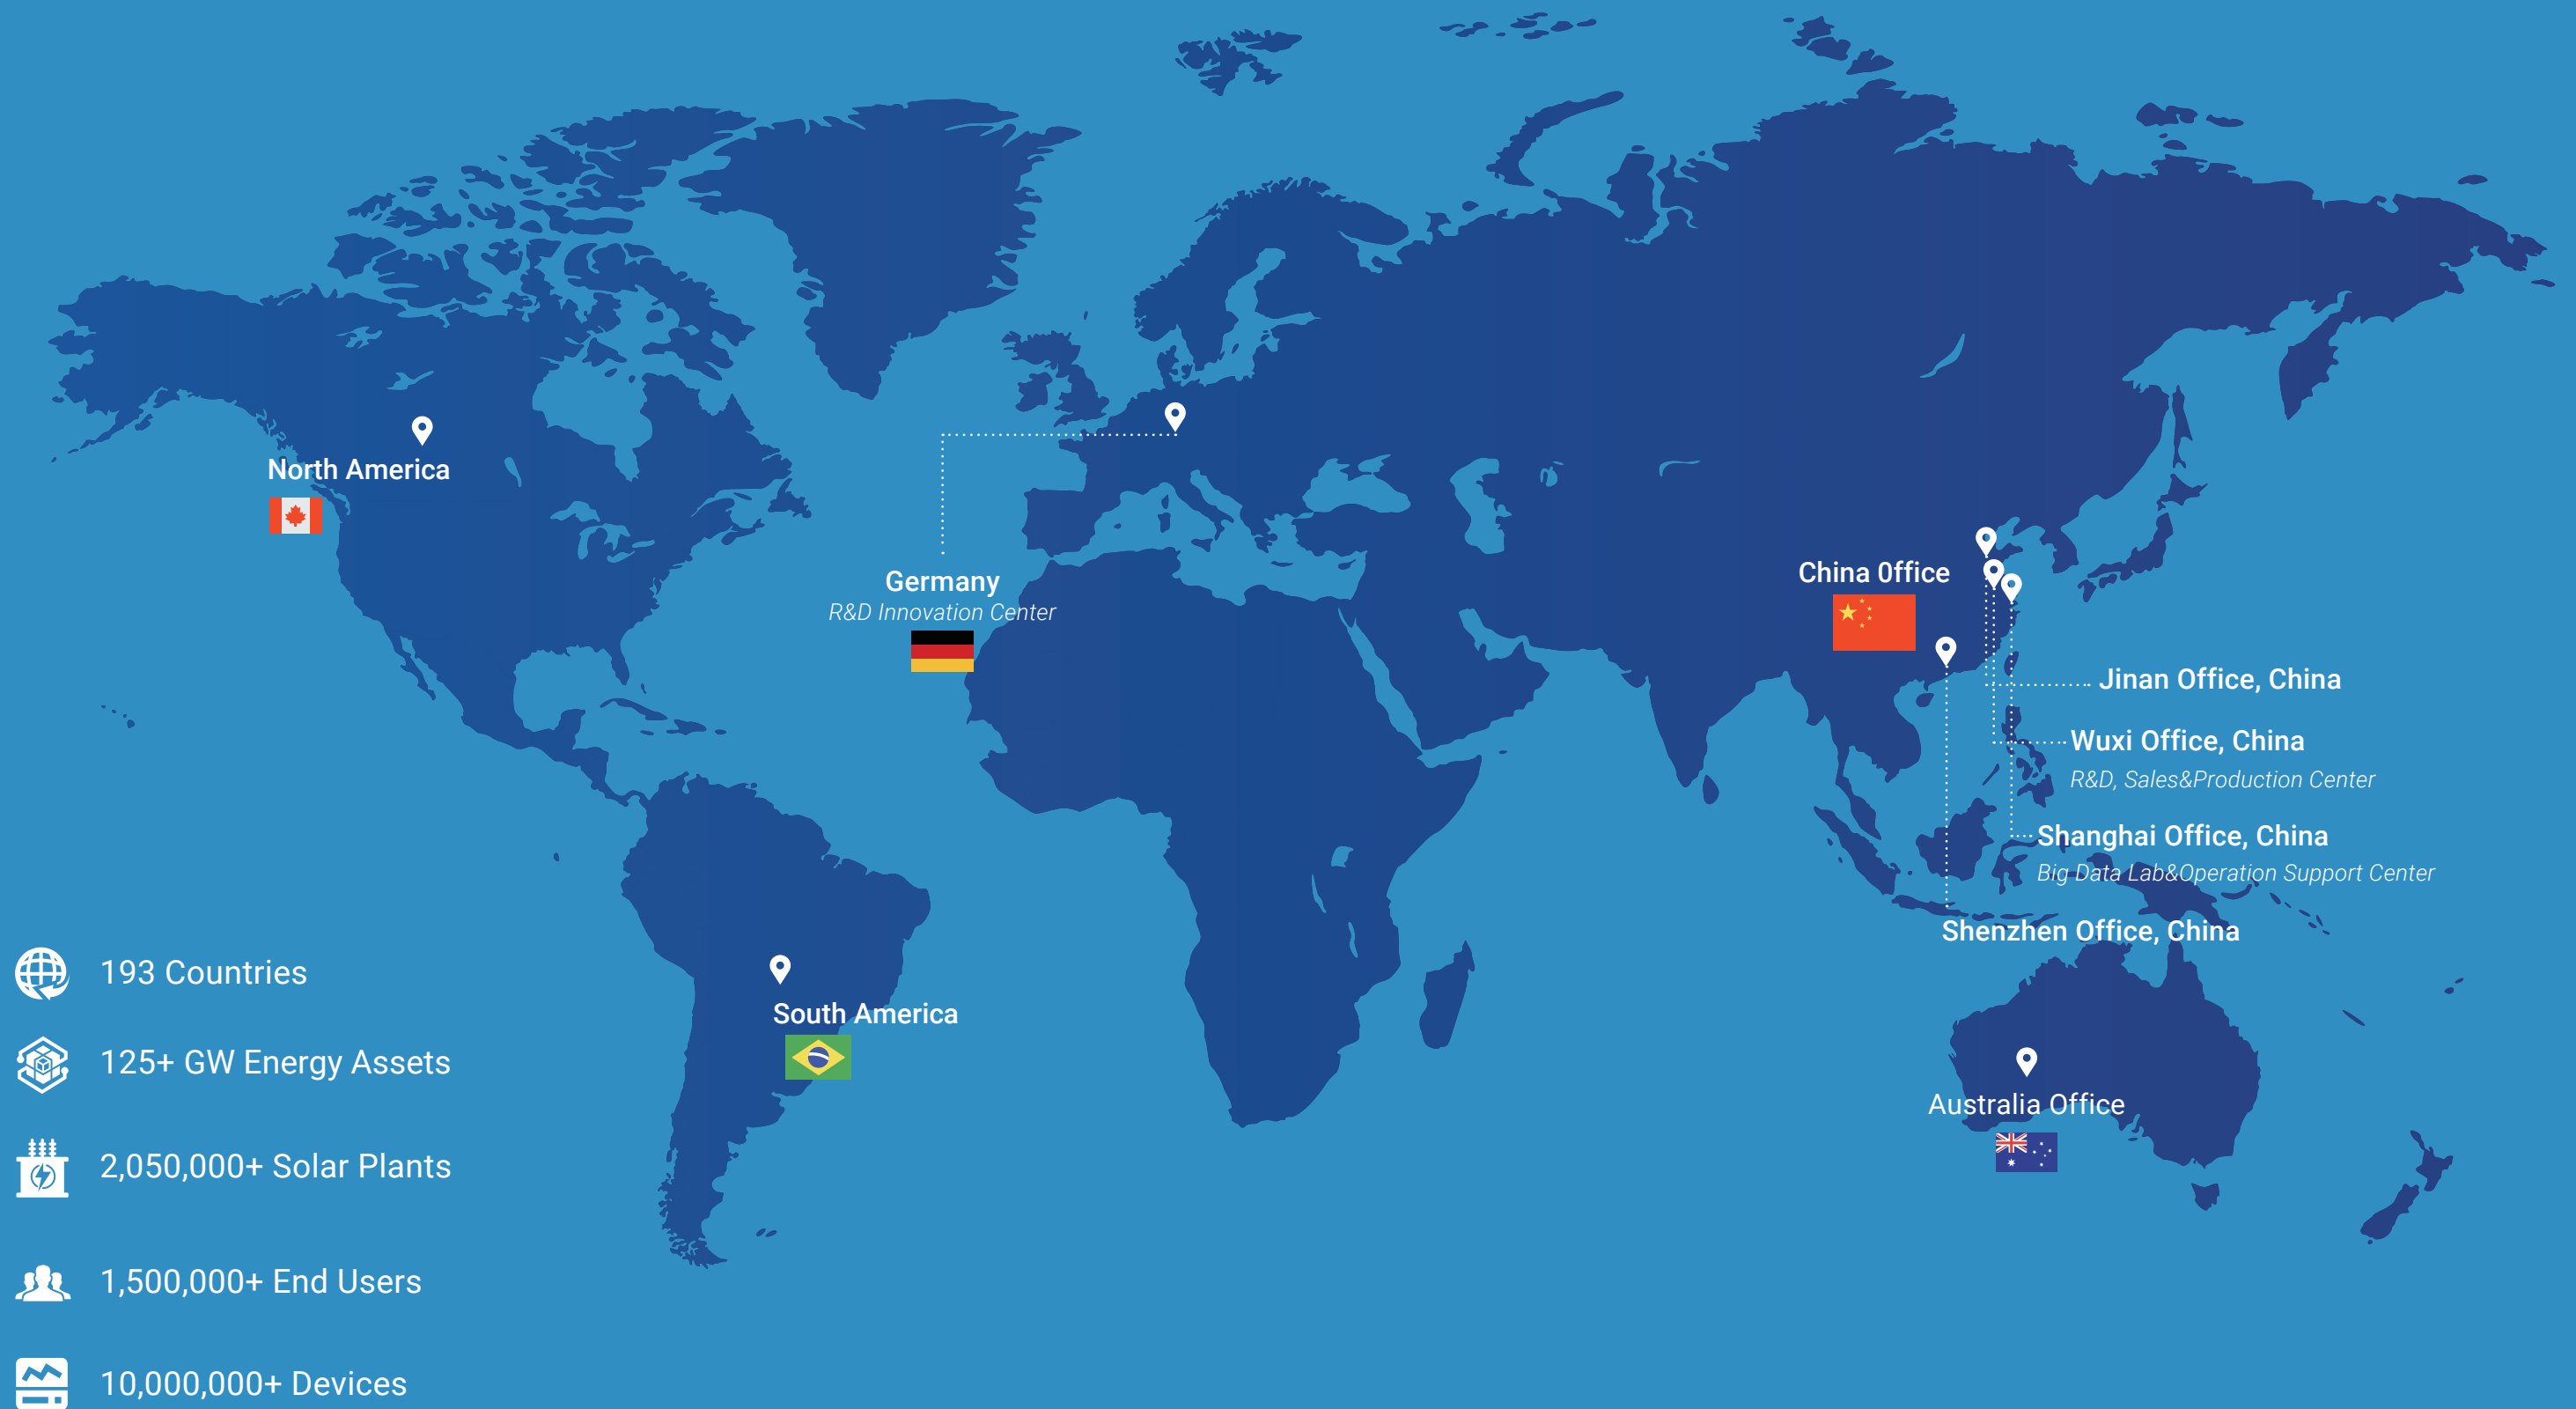 North America
Germany
R&D Innovation Center
China 0ffice
Jinan Office, China
Wuxi Office, China
R&D, Sales&Production Center
Shanghai Office, China
Big Data Lab&Operation Support Center
Shenzhen Office, China
South America
Australia Office
193 Countries
125+ GW Energy Assets
2,050,000+ Solar Plants
1,500,000+ End Users
10,000,000+ Devices